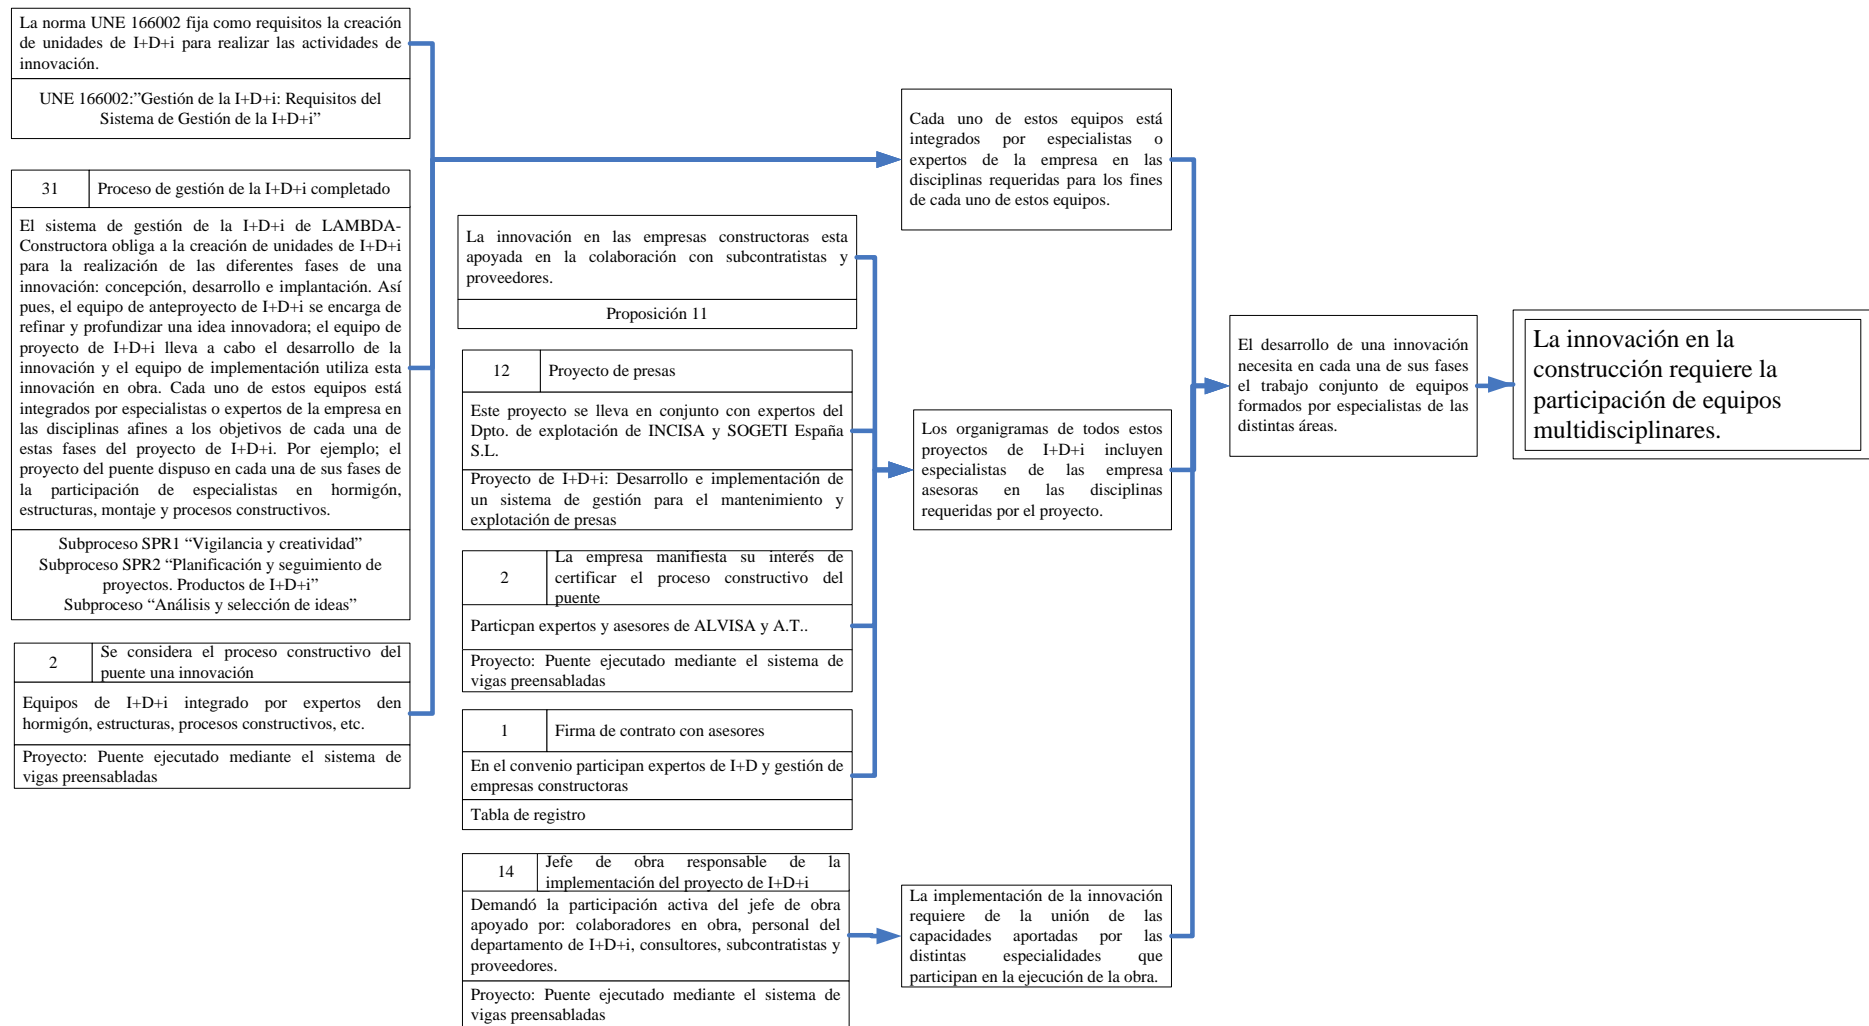 La norma UNE 166002 fija como requisitos la creación
de unidades de I+D+i para realizar las actividades de
innovación.
UNE 166002:”Gestión de la I+D+i: Requisitos del
Sistema de Gestión de la I+D+i”
31
Proceso de gestión de la I+D+i completado
El sistema de gestión de la I+D+i de LAMBDA-
Constructora obliga a la creación de unidades de I+D+i
para la realización de las diferentes fases de una
innovación: concepción, desarrollo e implantación. Así
pues, el equipo de anteproyecto de I+D+i se encarga de
refinar y profundizar una idea innovadora; el equipo de
proyecto de I+D+i lleva a cabo el desarrollo de la
innovación y el equipo de implementación utiliza esta
innovación en obra. Cada uno de estos equipos está
integrados por especialistas o expertos de la empresa en
las disciplinas afines a los objetivos de cada una de
estas fases del proyecto de I+D+i. Por ejemplo; el
proyecto del puente dispuso en cada una de sus fases de
la participación de especialistas en hormigón,
estructuras, montaje y procesos constructivos.
Subproceso SPR1 “Vigilancia y creatividad”
Subproceso SPR2 “Planificación y seguimiento de
proyectos. Productos de I+D+i”
Subproceso “Análisis y selección de ideas”
2
Se considera el proceso constructivo del
puente una innovación
Equipos de I+D+i integrado por expertos den
hormigón, estructuras, procesos constructivos, etc.
Proyecto: Puente ejecutado mediante el sistema de
vigas preensabladas
La innovación en las empresas constructoras esta
apoyada en la colaboración con subcontratistas y
proveedores.
Proposición 11
12
Proyecto de presas
Este proyecto se lleva en conjunto con expertos del
Dpto. de explotación de INCISA y SOGETI España
S.L.
Proyecto de I+D+i: Desarrollo e implementación de
un sistema de gestión para el mantenimiento y
explotación de presas
2
La empresa manifiesta su interés de
certificar el proceso constructivo del
puente
Particpan expertos y asesores de ALVISA y A.T..
Proyecto: Puente ejecutado mediante el sistema de
vigas preensabladas
1
Firma de contrato con asesores
En el convenio participan expertos de I+D y gestión de
empresas constructoras
Tabla de registro
14
Jefe de obra responsable de la
implementación del proyecto de I+D+i
Demandó la participación activa del jefe de obra
apoyado por: colaboradores en obra, personal del
departamento de I+D+i, consultores, subcontratistas y
proveedores.
Proyecto: Puente ejecutado mediante el sistema de
vigas preensabladas
Cada uno de estos equipos está
integrados por especialistas o
expertos de la empresa en las
disciplinas requeridas para los fines
de cada uno de estos equipos.
Los organigramas de todos estos
proyectos de I+D+i incluyen
especialistas de las empresa
asesoras en las disciplinas
requeridas por el proyecto.
La implementación de la innovación
requiere de la unión de las
capacidades aportadas por las
distintas especialidades que
participan en la ejecución de la obra.
El desarrollo de una innovación
necesita en cada una de sus fases
el trabajo conjunto de equipos
formados por especialistas de las
distintas áreas.
La innovación en la
construcción requiere la
participación de equipos
multidisciplinares.